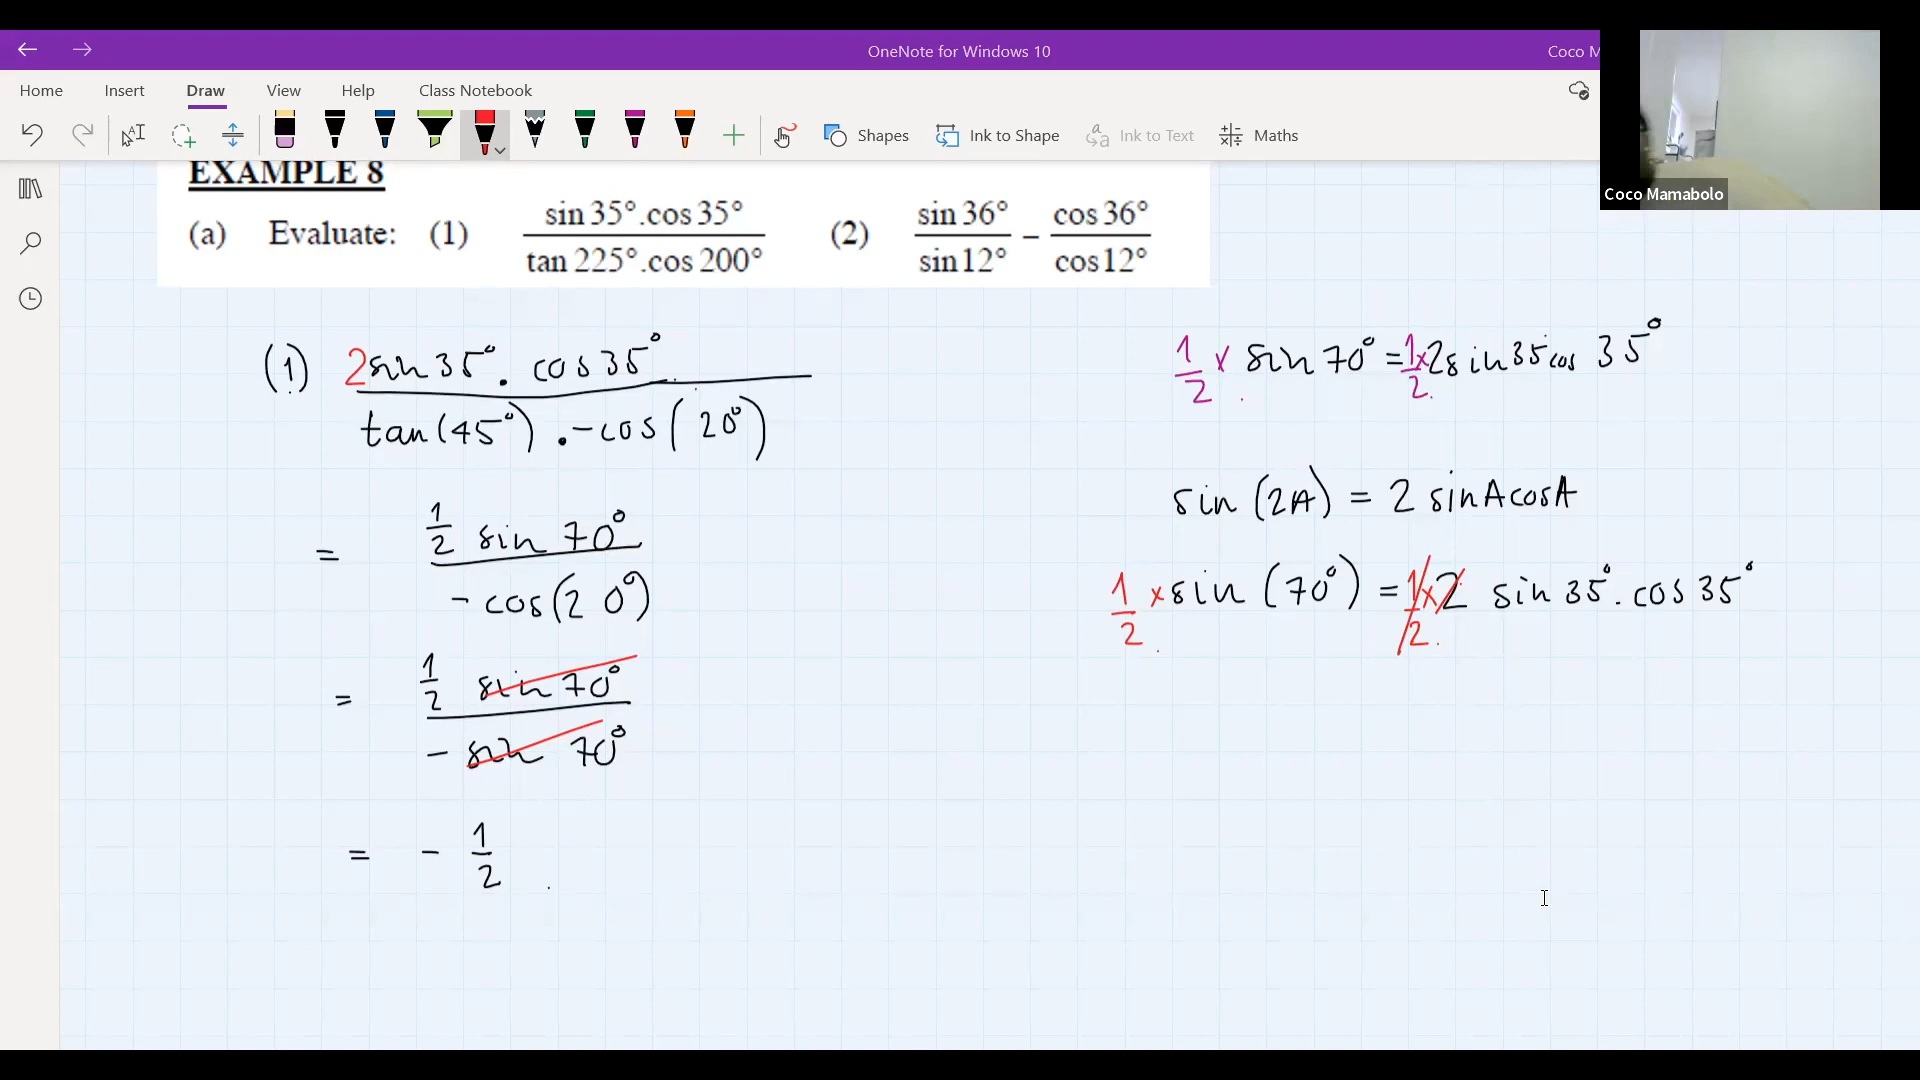 OneNote for Windows 10
Coco M
Home Insert Draw View Help Class Notebook
Shapes Ink to Shape Ink to Text Maths
Coco Mamabolo
EXAMPLE 8
(a) Evaluate: (1) sin 35°.cos 35° / tan 225°.cos 200° (2) sin 36° / sin 12° − cos 36° / cos 12°
(1) 2sin 35°. cos 35° / tan(45°) .-cos(20°)
= 1/2 sin 70° / - cos(20°)
= 1/2 sin 70° / - sin 70°
= - 1/2
1/2 × sin 70° = 1/2 × 2sin 35 cos 35°
sin (2A) = 2 sinA cosA
1/2 × sin (70°) = 1/2 × 2 sin 35°. cos 35°